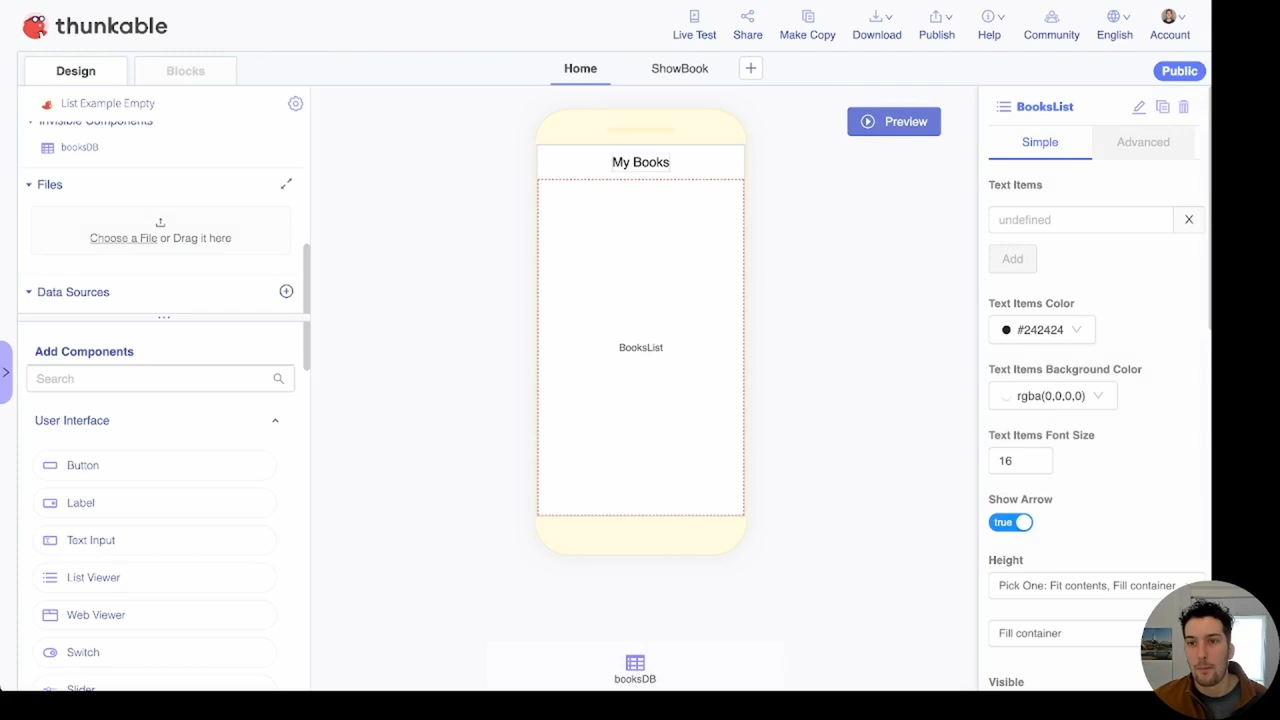 thunkable
Live Test
Share
Make Copy
Download
Publish
Help
Community
English
Account
Design
Blocks
Home
ShowBook
Public
List Example Empty
Invisible Components
booksDB
Files
Choose a File or Drag it here
Data Sources
Add Components
Search
User Interface
Button
Label
Text Input
List Viewer
Web Viewer
Switch
Slider
Preview
My Books
BooksList
booksDB
BooksList
Simple
Advanced
Text Items
undefined
Add
Text Items Color
#242424
Text Items Background Color
rgba(0,0,0,0)
Text Items Font Size
16
Show Arrow
true
Height
Pick One: Fit contents, Fill container
Fill container
Visible